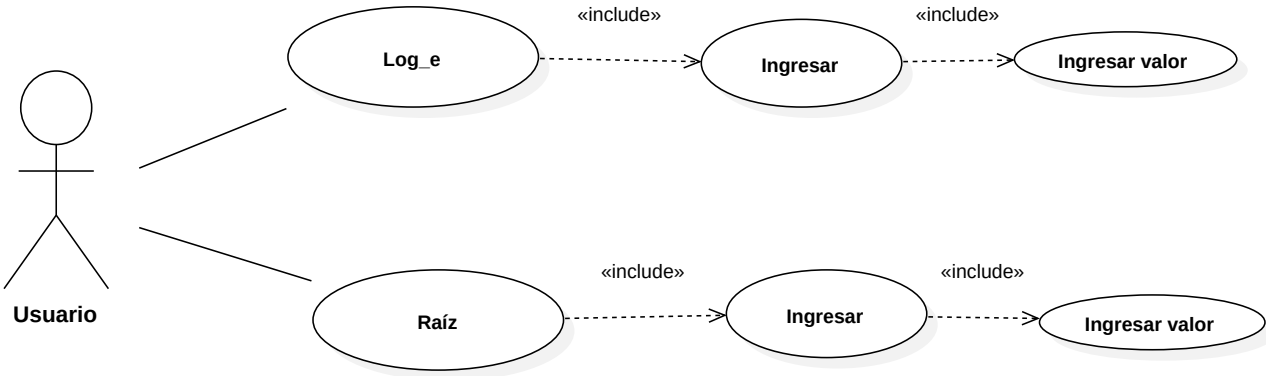 «include»
«include»
Log_e
Ingresar
Ingresar valor
Usuario
«include»
«include»
Raíz
Ingresar
Ingresar valor